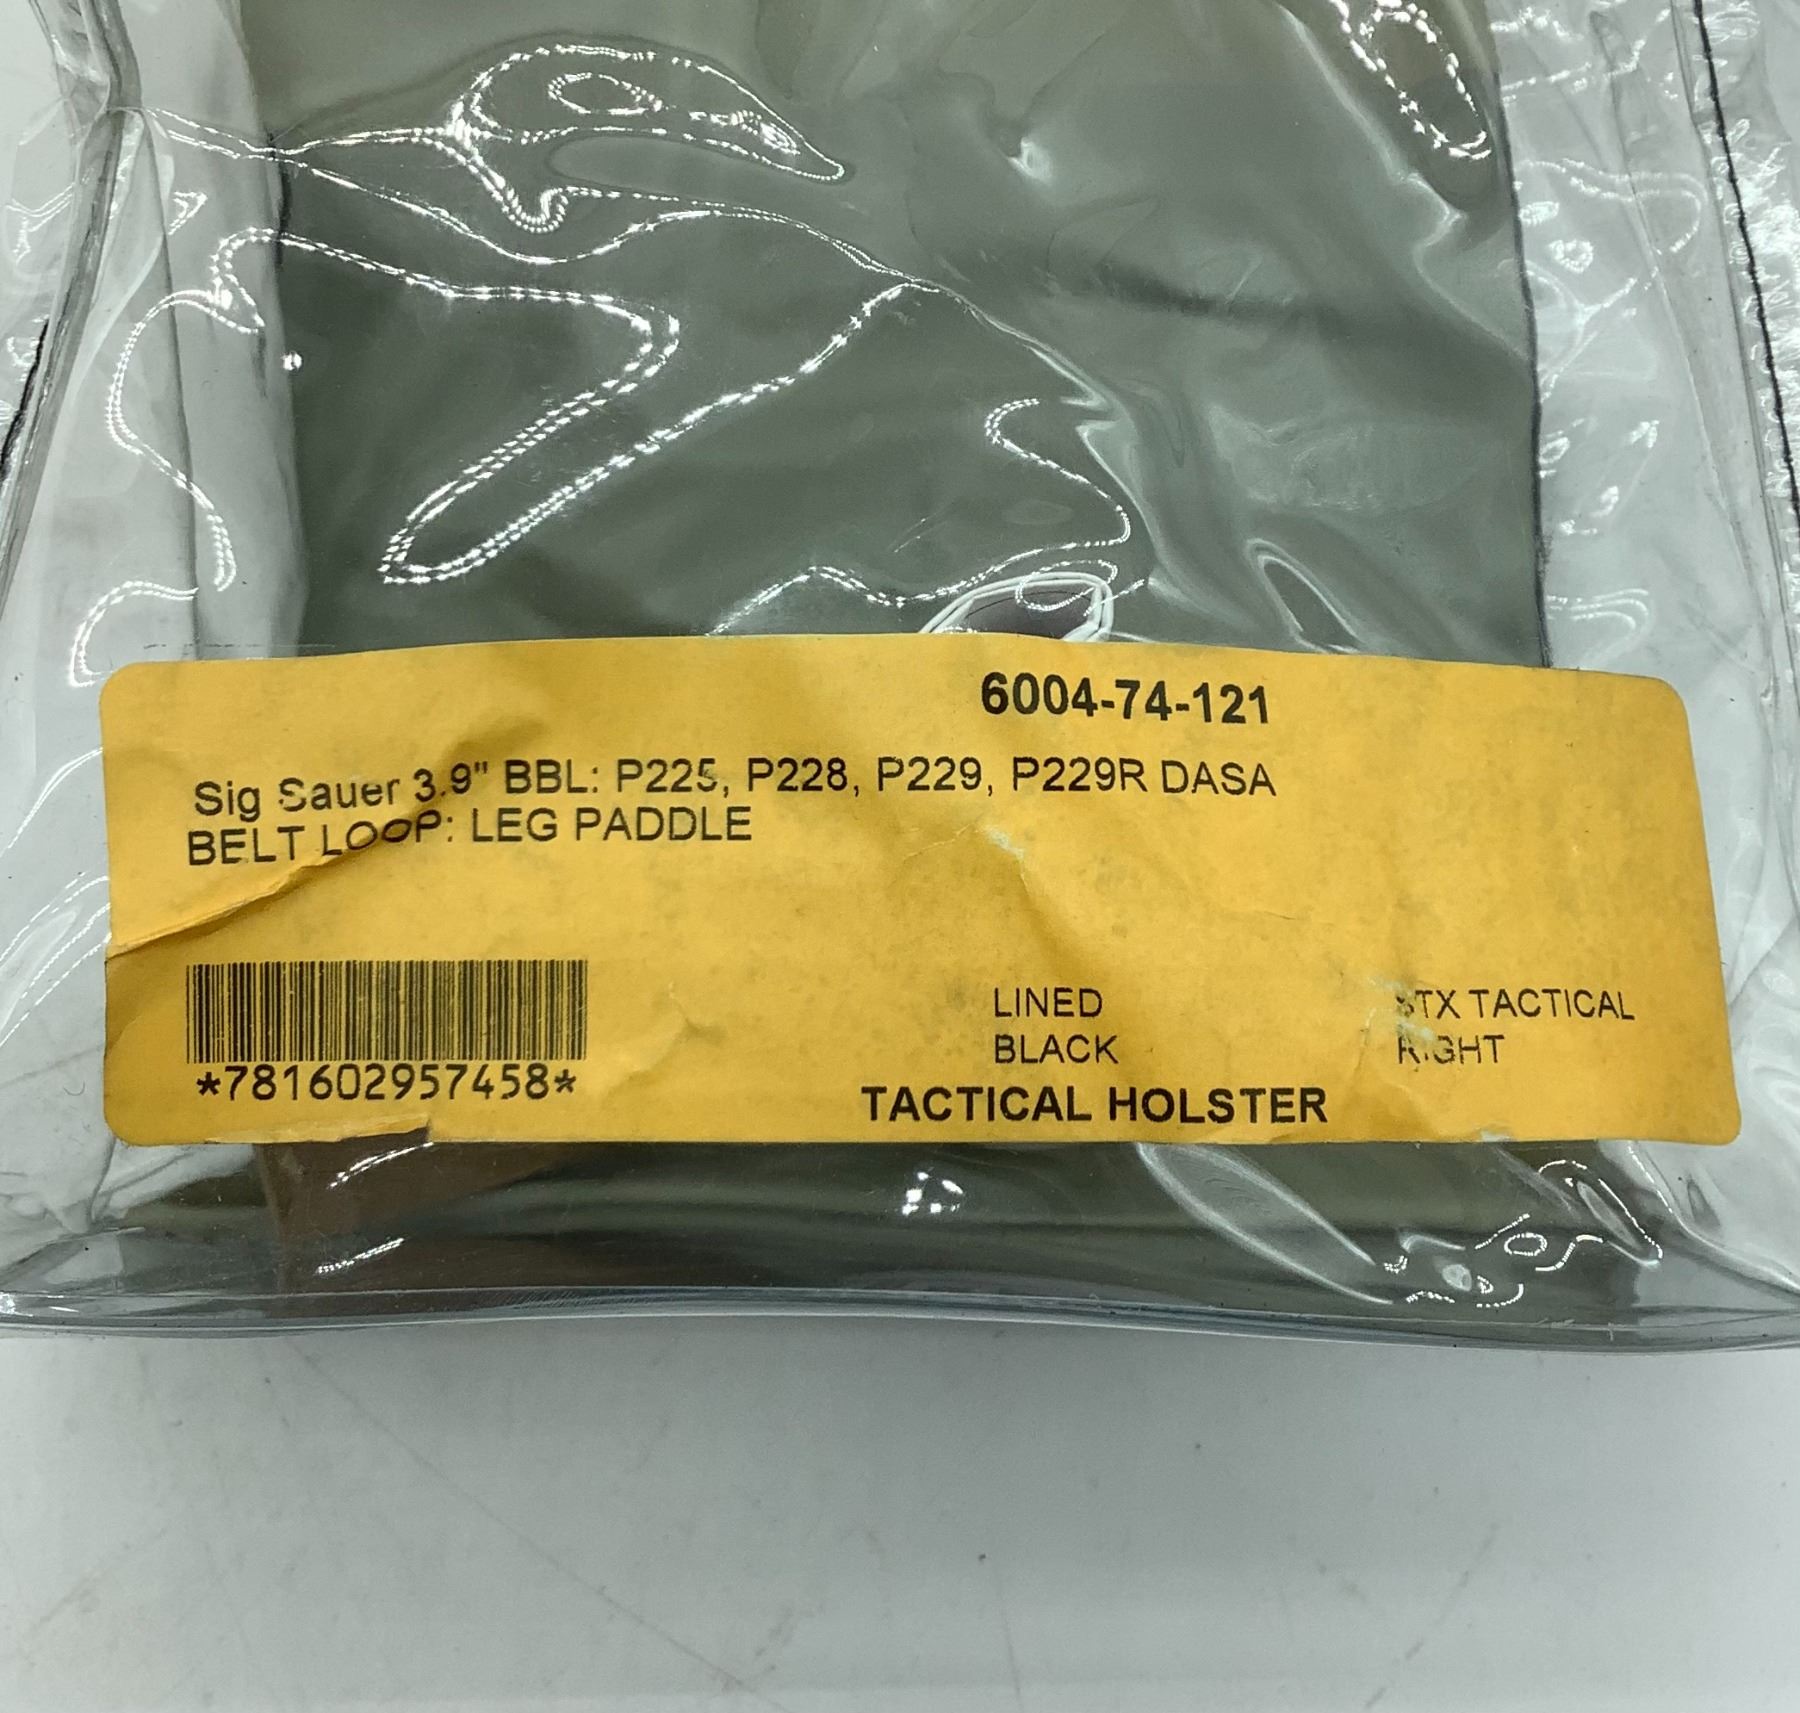 6004-74-121
Sig Sauer 3.9" BBL: P225, P228, P229, P229R DASA
BELT LOOP: LEG PADDLE
LINED
STX TACTICAL
BLACK
RIGHT
*781602957458*
TACTICAL HOLSTER